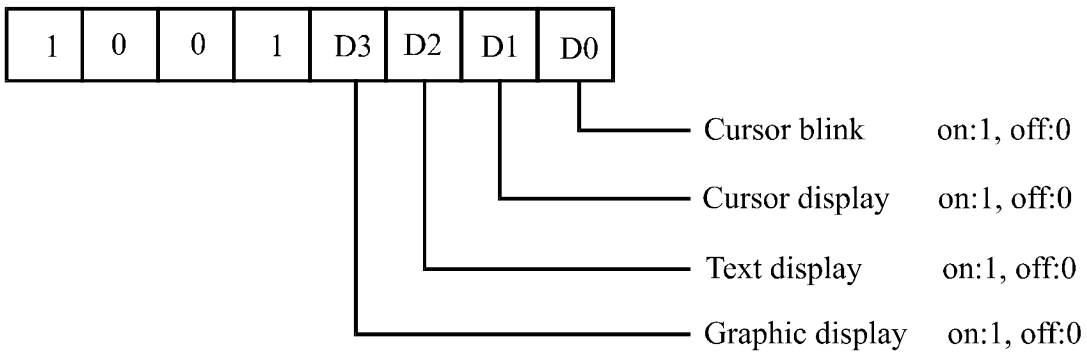 1 0 0 1 D3 D2 D1 D0
Cursor blink on:1, off:0
Cursor display on:1, off:0
Text display on:1, off:0
Graphic display on:1, off:0